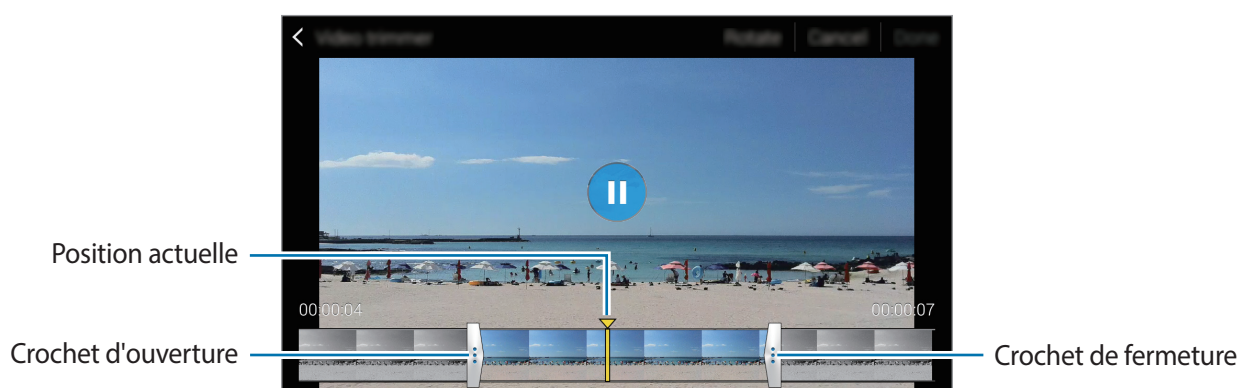 Video trimmer
Rotate
Cancel
Done
Position actuelle
00:00:04
00:00:07
Crochet d'ouverture
Crochet de fermeture